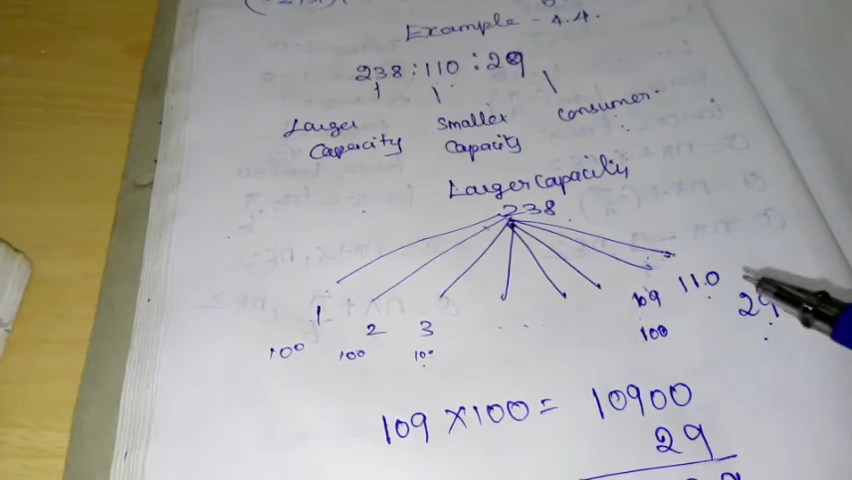 Example - 4.4.
238 : 110 : 29
Larger Smaller consumer.
Capacity Capacity
Larger capacity
238
1 2 3 . . . 109 110
100 100 100 100 29
109 × 100 = 10900
29